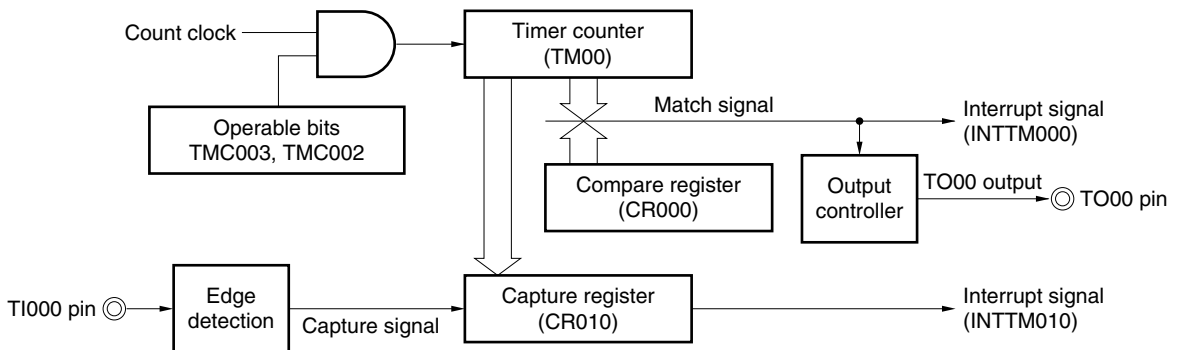 Count clock
Timer counter
(TM00)
Operable bits
TMC003, TMC002
Match signal
Interrupt signal
(INTTM000)
Compare register
(CR000)
Output
controller
TO00 output
TO00 pin
TI000 pin
Edge
detection
Capture signal
Capture register
(CR010)
Interrupt signal
(INTTM010)